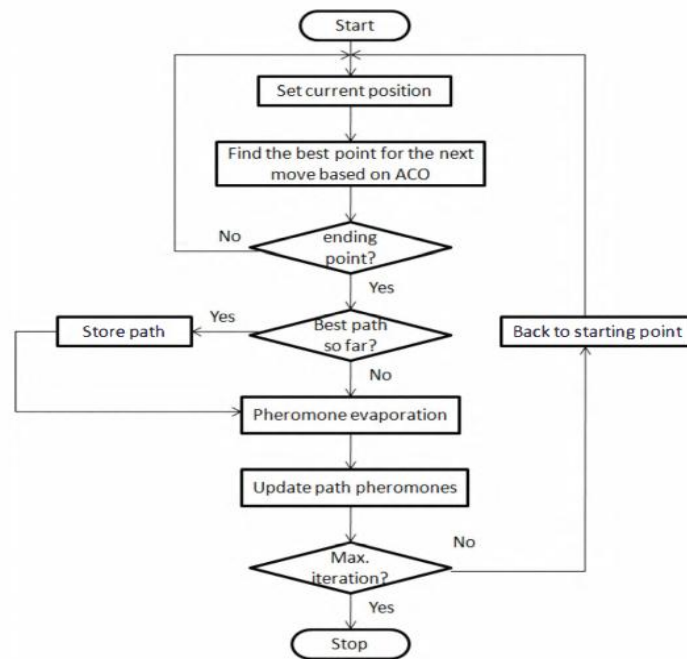 Start
Set current position
Find the best point for the next
move based on ACO
No
ending
point?
Yes
Yes
Store path
Best path
so far?
Back to starting point
No
Pheromone evaporation
Update path pheromones
No
Max.
iteration?
Yes
Stop